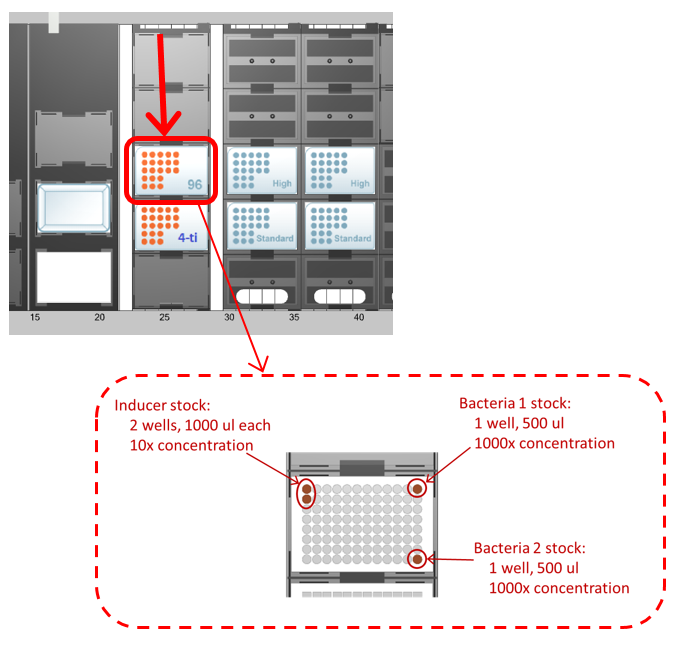 96
High
High
4-ti
Standard
Standard
15 20 25 30 35 40
Inducer stock:
2 wells, 1000 ul each
10x concentration
Bacteria 1 stock:
1 well, 500 ul
1000x concentration
Bacteria 2 stock:
1 well, 500 ul
1000x concentration